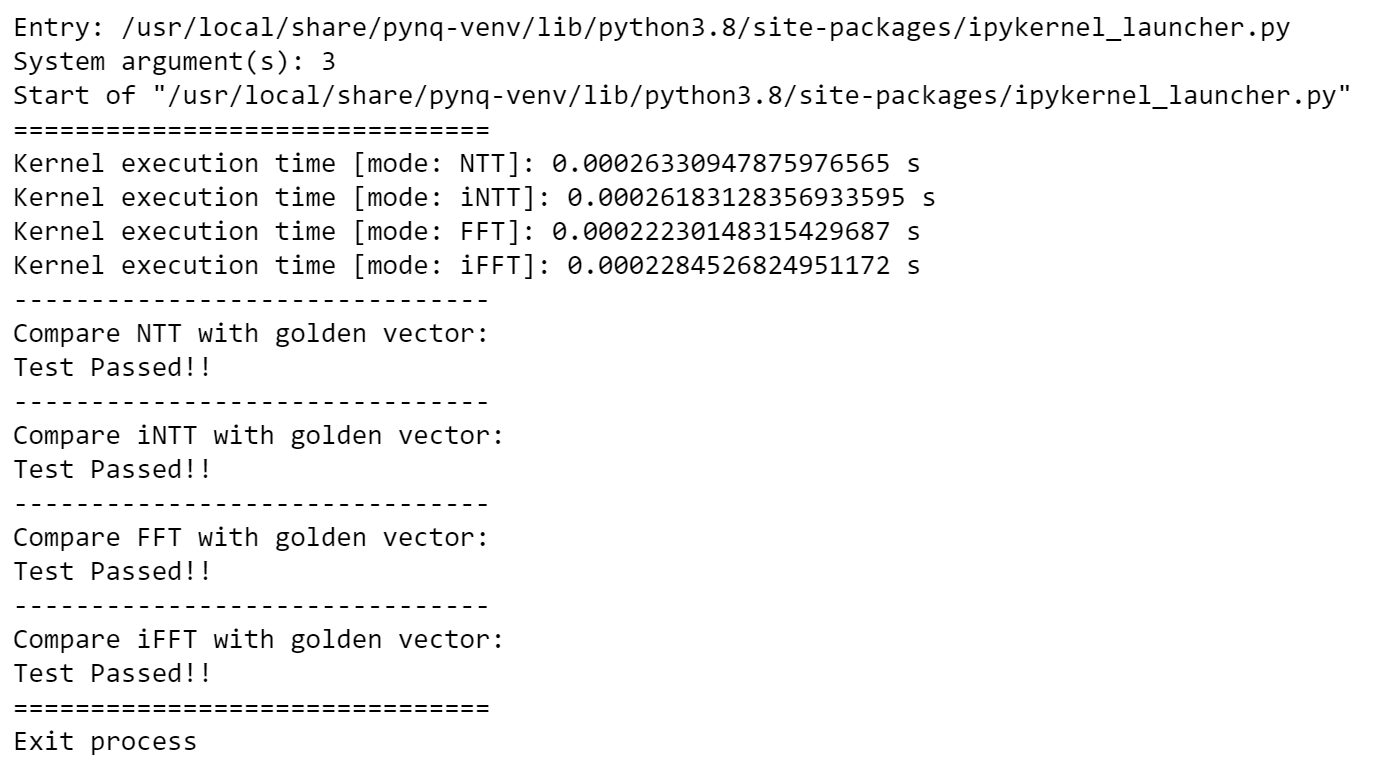 Entry: /usr/local/share/pynq-venv/lib/python3.8/site-packages/ipykernel_launcher.py
System argument(s): 3
Start of "/usr/local/share/pynq-venv/lib/python3.8/site-packages/ipykernel_launcher.py"
===============================
Kernel execution time [mode: NTT]: 0.00026330947875976565 s
Kernel execution time [mode: iNTT]: 0.00026183128356933595 s
Kernel execution time [mode: FFT]: 0.00022230148315429687 s
Kernel execution time [mode: iFFT]: 0.0002284526824951172 s
-------------------------------
Compare NTT with golden vector:
Test Passed!!
-------------------------------
Compare iNTT with golden vector:
Test Passed!!
-------------------------------
Compare FFT with golden vector:
Test Passed!!
-------------------------------
Compare iFFT with golden vector:
Test Passed!!
===============================
Exit process